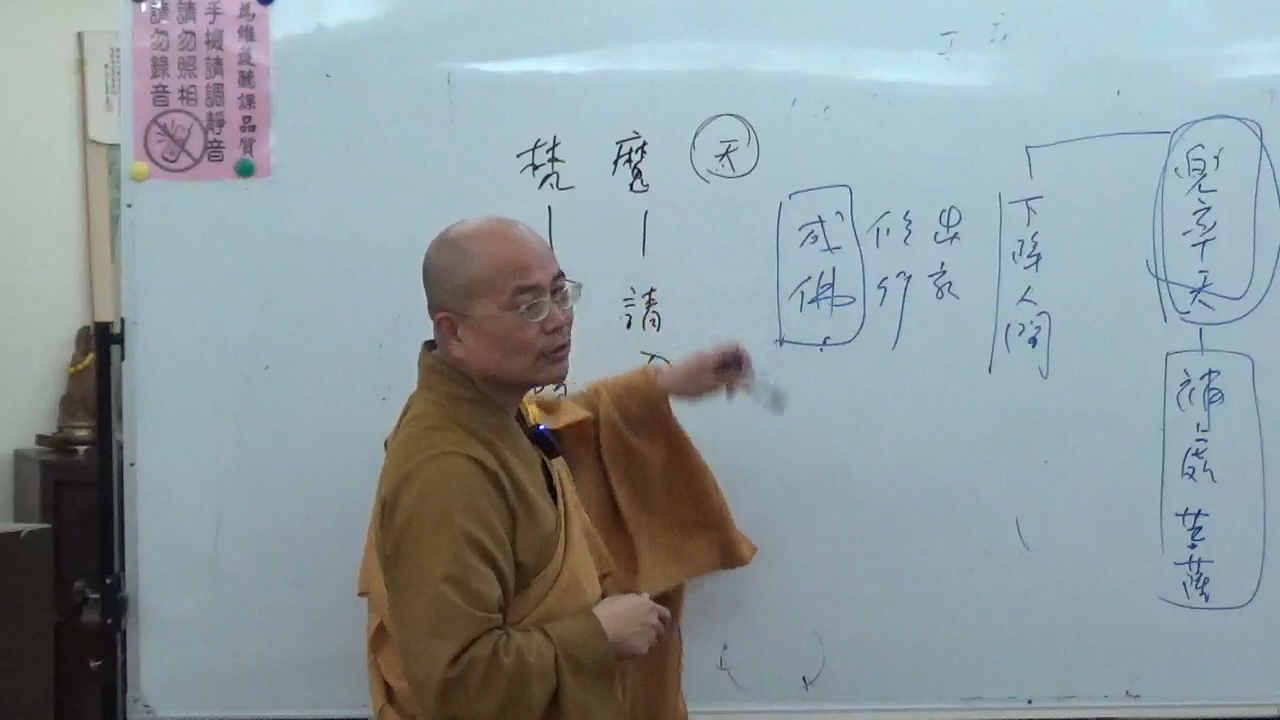 為維護聽課品質
手機請調靜音
請勿照相
請勿錄音
兜率天
補處菩薩
下降人間
出家
修行
成佛
天
魔
請
梵